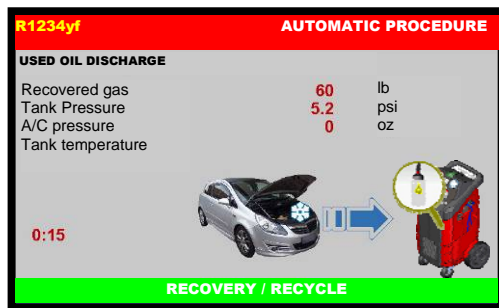 R1234yf AUTOMATIC PROCEDURE
USED OIL DISCHARGE
Recovered gas 60 lb
Tank Pressure 5.2 psi
A/C pressure 0 oz
Tank temperature
0:15
RECOVERY / RECYCLE